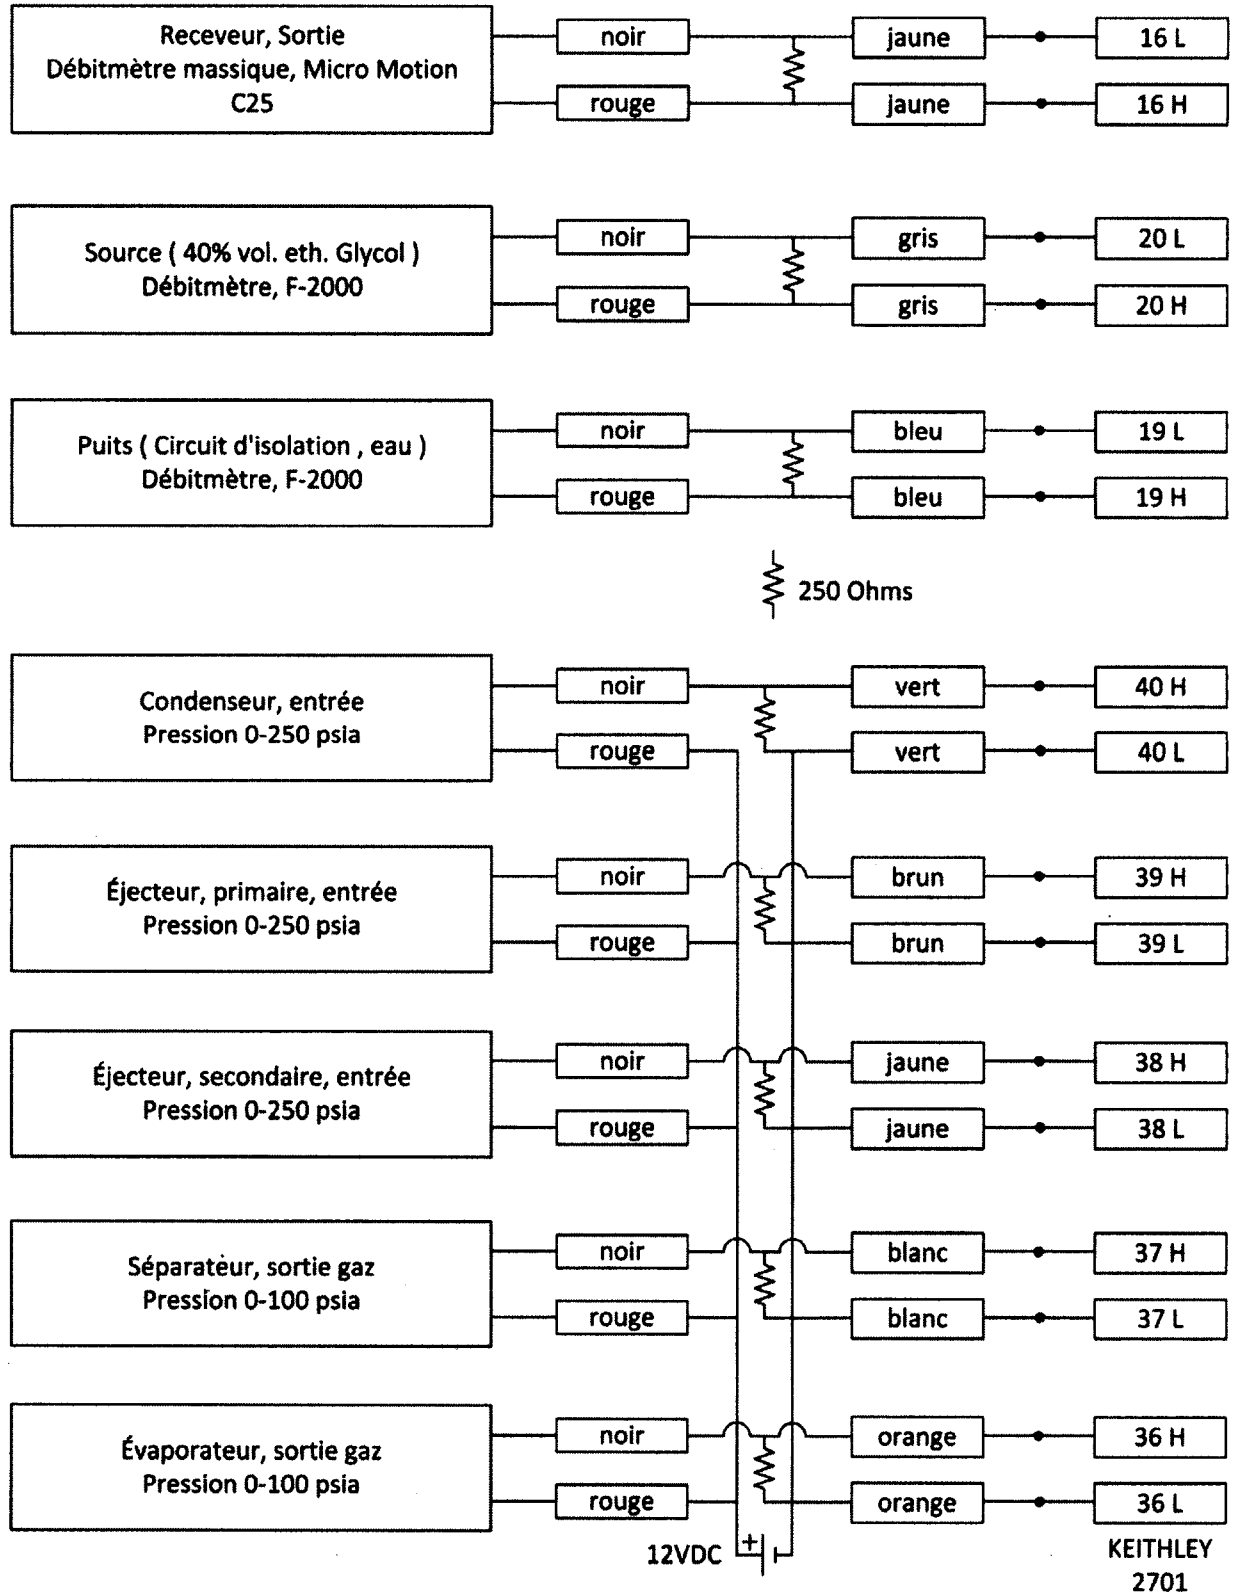 Receveur, Sortie
Débitmètre massique, Micro Motion
C25
noir
jaune
16 L
rouge
jaune
16 H
Source ( 40% vol. eth. Glycol )
Débitmètre, F-2000
noir
gris
20 L
rouge
gris
20 H
Puits ( Circuit d'isolation , eau )
Débitmètre, F-2000
noir
bleu
19 L
rouge
bleu
19 H
250 Ohms
Condenseur, entrée
Pression 0-250 psia
noir
vert
40 H
rouge
vert
40 L
Éjecteur, primaire, entrée
Pression 0-250 psia
noir
brun
39 H
rouge
brun
39 L
Éjecteur, secondaire, entrée
Pression 0-250 psia
noir
jaune
38 H
rouge
jaune
38 L
Séparateur, sortie gaz
Pression 0-100 psia
noir
blanc
37 H
rouge
blanc
37 L
Évaporateur, sortie gaz
Pression 0-100 psia
noir
orange
36 H
rouge
orange
36 L
12VDC
+
KEITHLEY
2701